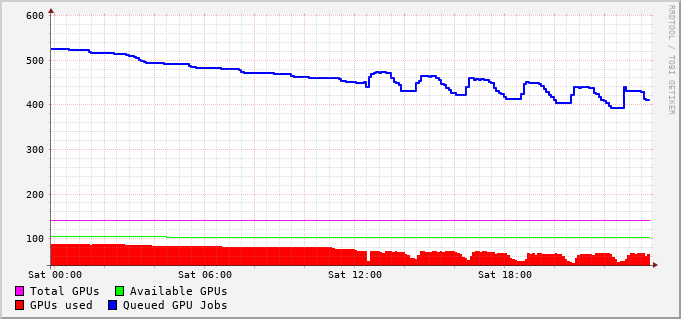 RRDTOOL / TOBI OETIKER
600
500
400
300
200
100
Sat 00:00 Sat 06:00 Sat 12:00 Sat 18:00
Total GPUs Available GPUs
GPUs used Queued GPU Jobs